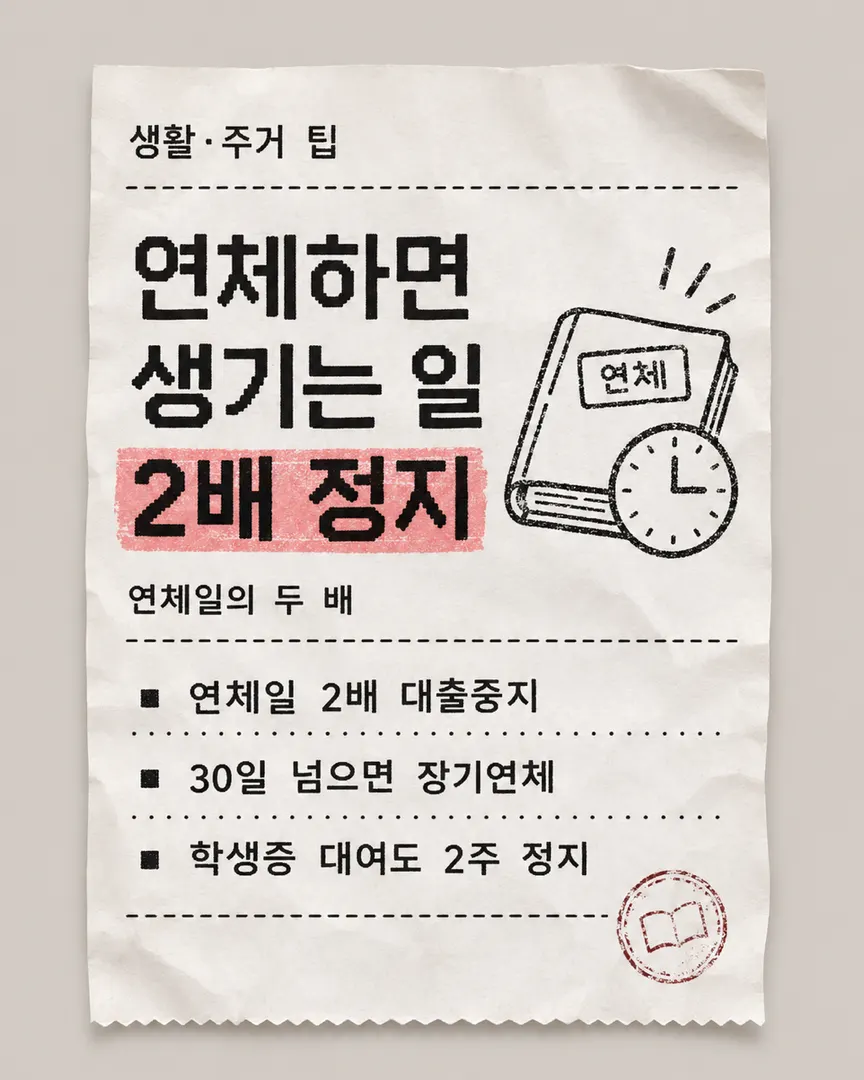 생활·주거 팁
연체하면
생기는 일
2배 정지
연체
연체일의 두 배
■ 연체일 2배 대출중지
■ 30일 넘으면 장기연체
■ 학생증 대여도 2주 정지